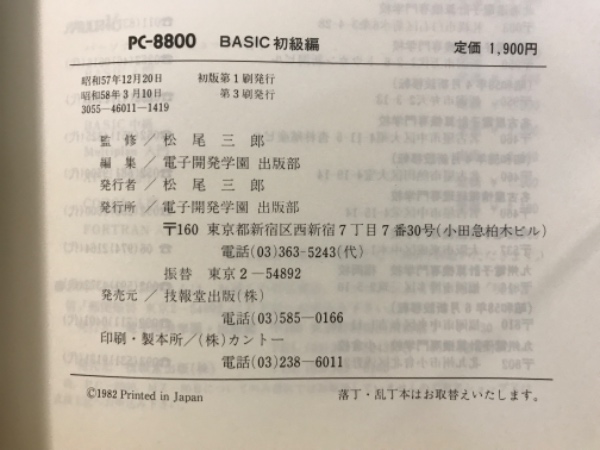 PC-8800 BASIC初級編 定価 1,900円
昭和57年12月20日 初版第1刷発行
昭和58年3月10日 第3刷発行
3055-46011-1419
監修/松尾三郎
編集/電子開発学園 出版部
発行者/松尾三郎
発行所/電子開発学園 出版部
〒160 東京都新宿区西新宿7丁目7番30号(小田急柏木ビル)
電話(03)363-5243(代)
振替 東京2-54892
発売元/技報堂出版(株)
電話(03)585-0166
印刷・製本所/(株)カントー
電話(03)238-6011
©1982 Printed in Japan 落丁・乱丁本はお取替えいたします。